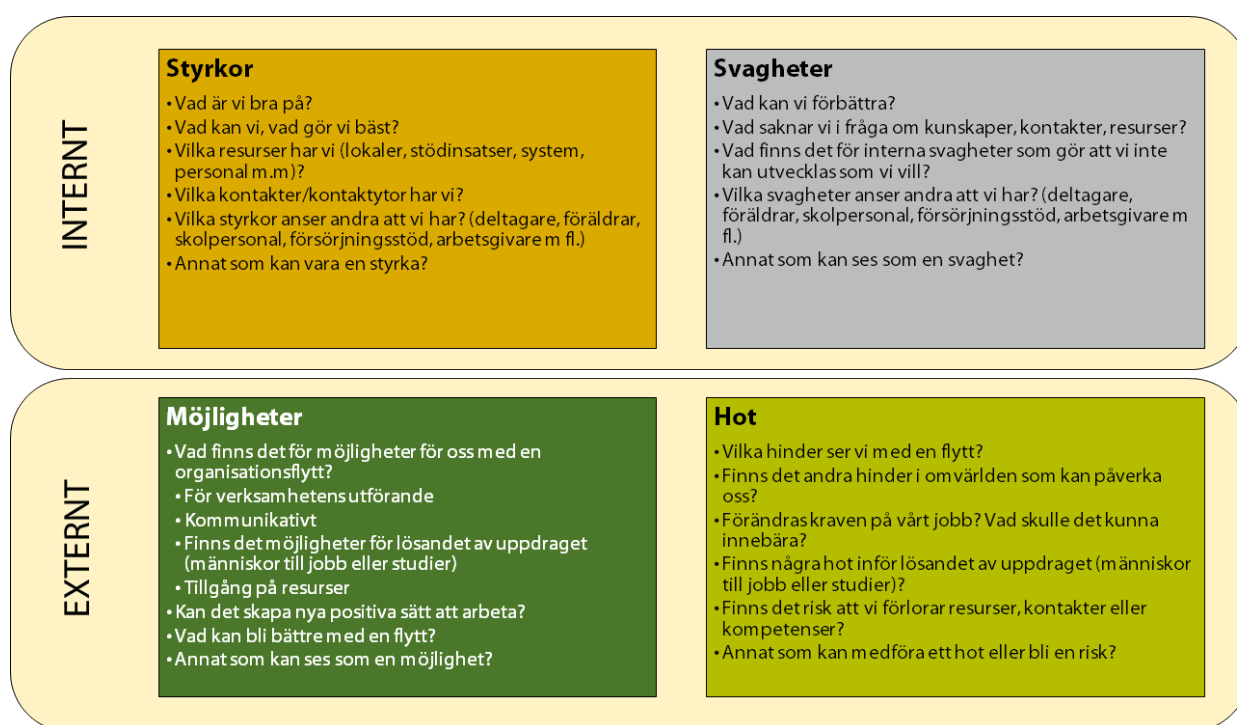 INTERNT
Styrkor
• Vad är vi bra på?
• Vad kan vi, vad gör vi bäst?
• Vilka resurser har vi (lokaler, stödinsatser, system,
personal m.m)?
• Vilka kontakter/kontaktytor har vi?
• Vilka styrkor anser andra att vi har? (deltagare, föräldrar,
skolpersonal, försörjningsstöd, arbetsgivare m fl.)
• Annat som kan vara en styrka?
Svagheter
• Vad kan vi förbättra?
• Vad saknar vi i fråga om kunskaper, kontakter, resurser?
• Vad finns det för interna svagheter som gör att vi inte
kan utvecklas som vi vill?
• Vilka svagheter anser andra att vi har? (deltagare,
föräldrar, skolpersonal, försörjningsstöd, arbetsgivare m
fl.)
• Annat som kan ses som en svaghet?
EXTERNT
Möjligheter
• Vad finns det för möjligheter för oss med en
organisationsflytt?
• För verksamhetens utförande
• Kommunikativt
• Finns det möjligheter för lösandet av uppdraget
(människor till jobb eller studier)
• Tillgång på resurser
• Kan det skapa nya positiva sätt att arbeta?
• Vad kan bli bättre med en flytt?
• Annat som kan ses som en möjlighet?
Hot
• Vilka hinder ser vi med en flytt?
• Finns det andra hinder i omvärlden som kan påverka
oss?
• Förändras kraven på vårt jobb? Vad skulle det kunna
innebära?
• Finns några hot inför lösandet av uppdraget (människor
till jobb eller studier)?
• Finns det risk att vi förlorar resurser, kontakter eller
kompetenser?
• Annat som kan medföra ett hot eller bli en risk?